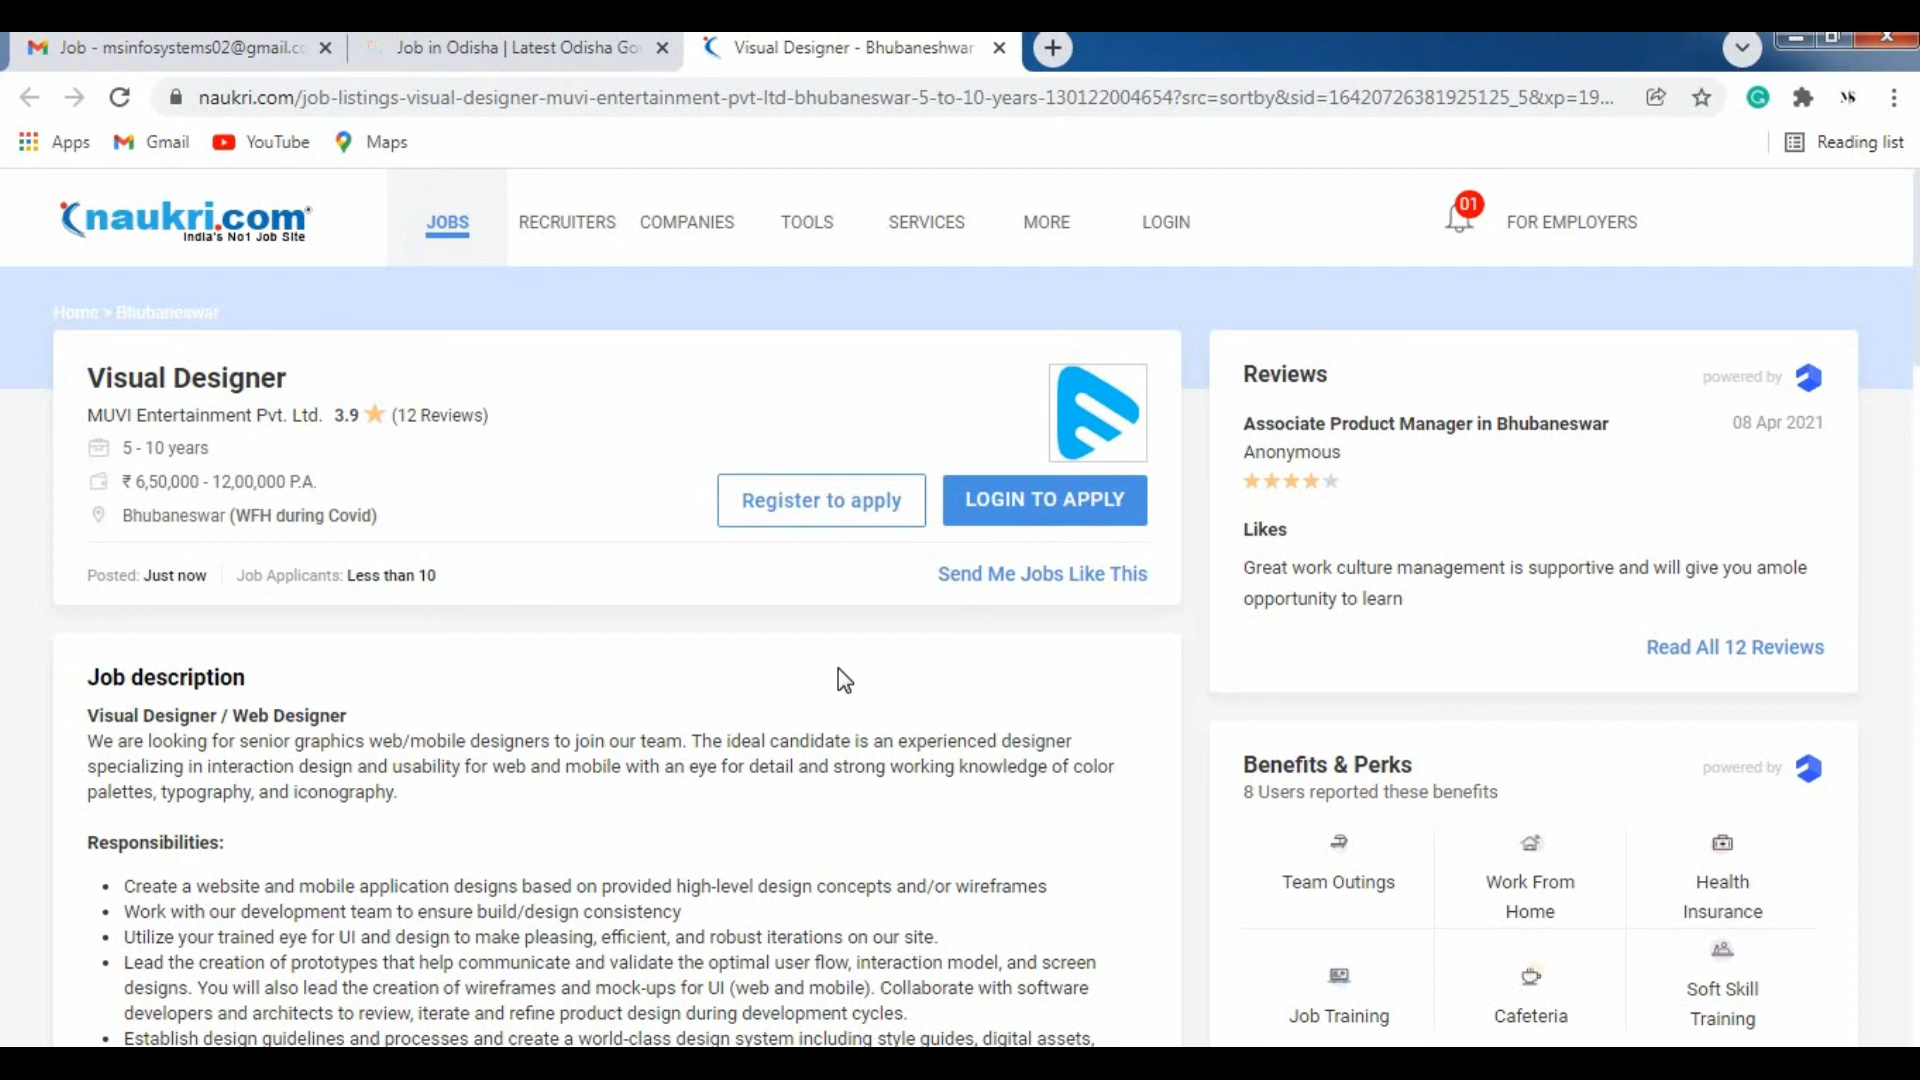 Job - msinfosystems02@gmail.c
Job in Odisha | Latest Odisha Go
Visual Designer - Bhubaneshwar
naukri.com/job-listings-visual-designer-muvi-entertainment-pvt-ltd-bhubaneswar-5-to-10-years-130122004654?src=sortby&sid=16420726381925125_5&xp=19...
Apps
Gmail
YouTube
Maps
Reading list
naukri.com
India's No1 Job Site
JOBS
RECRUITERS
COMPANIES
TOOLS
SERVICES
MORE
LOGIN
01
FOR EMPLOYERS
Home > Bhubaneswar
Visual Designer
MUVI Entertainment Pvt. Ltd. 3.9 (12 Reviews)
5 - 10 years
₹ 6,50,000 - 12,00,000 P.A.
Bhubaneswar (WFH during Covid)
Register to apply
LOGIN TO APPLY
Posted: Just now
Job Applicants: Less than 10
Send Me Jobs Like This
Job description
Visual Designer / Web Designer
We are looking for senior graphics web/mobile designers to join our team. The ideal candidate is an experienced designer
specializing in interaction design and usability for web and mobile with an eye for detail and strong working knowledge of color
palettes, typography, and iconography.
Responsibilities:
• Create a website and mobile application designs based on provided high-level design concepts and/or wireframes
• Work with our development team to ensure build/design consistency
• Utilize your trained eye for UI and design to make pleasing, efficient, and robust iterations on our site.
• Lead the creation of prototypes that help communicate and validate the optimal user flow, interaction model, and screen
designs. You will also lead the creation of wireframes and mock-ups for UI (web and mobile). Collaborate with software
developers and architects to review, iterate and refine product design during development cycles.
• Establish design guidelines and processes and create a world-class design system including style guides, digital assets,
Reviews
powered by
Associate Product Manager in Bhubaneswar
08 Apr 2021
Anonymous
Likes
Great work culture management is supportive and will give you amole
opportunity to learn
Read All 12 Reviews
Benefits & Perks
powered by
8 Users reported these benefits
Team Outings
Work From
Home
Health
Insurance
Job Training
Cafeteria
Soft Skill
Training